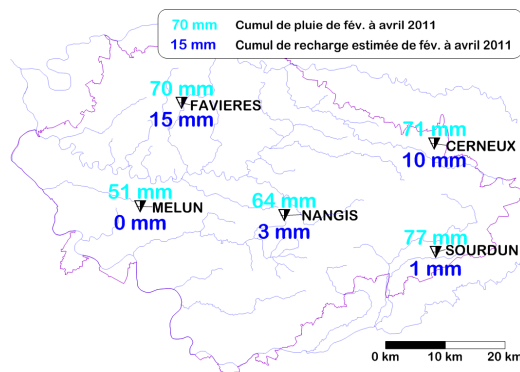 70 mm Cumul de pluie de fév. à avril 2011
15 mm Cumul de recharge estimée de fév. à avril 2011
70 mm
FAVIERES
15 mm
71 mm
CERNEUX
10 mm
51 mm
MELUN
0 mm
64 mm
NANGIS
3 mm
77 mm
SOURDUN
1 mm
0 km 10 km 20 km